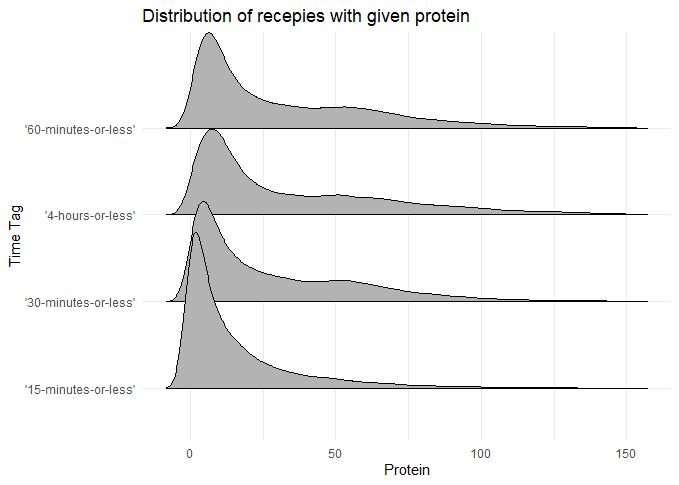 Distribution of recepies with given protein
Time Tag
'60-minutes-or-less'
'4-hours-or-less'
'30-minutes-or-less'
'15-minutes-or-less'
0 50 100 150
Protein